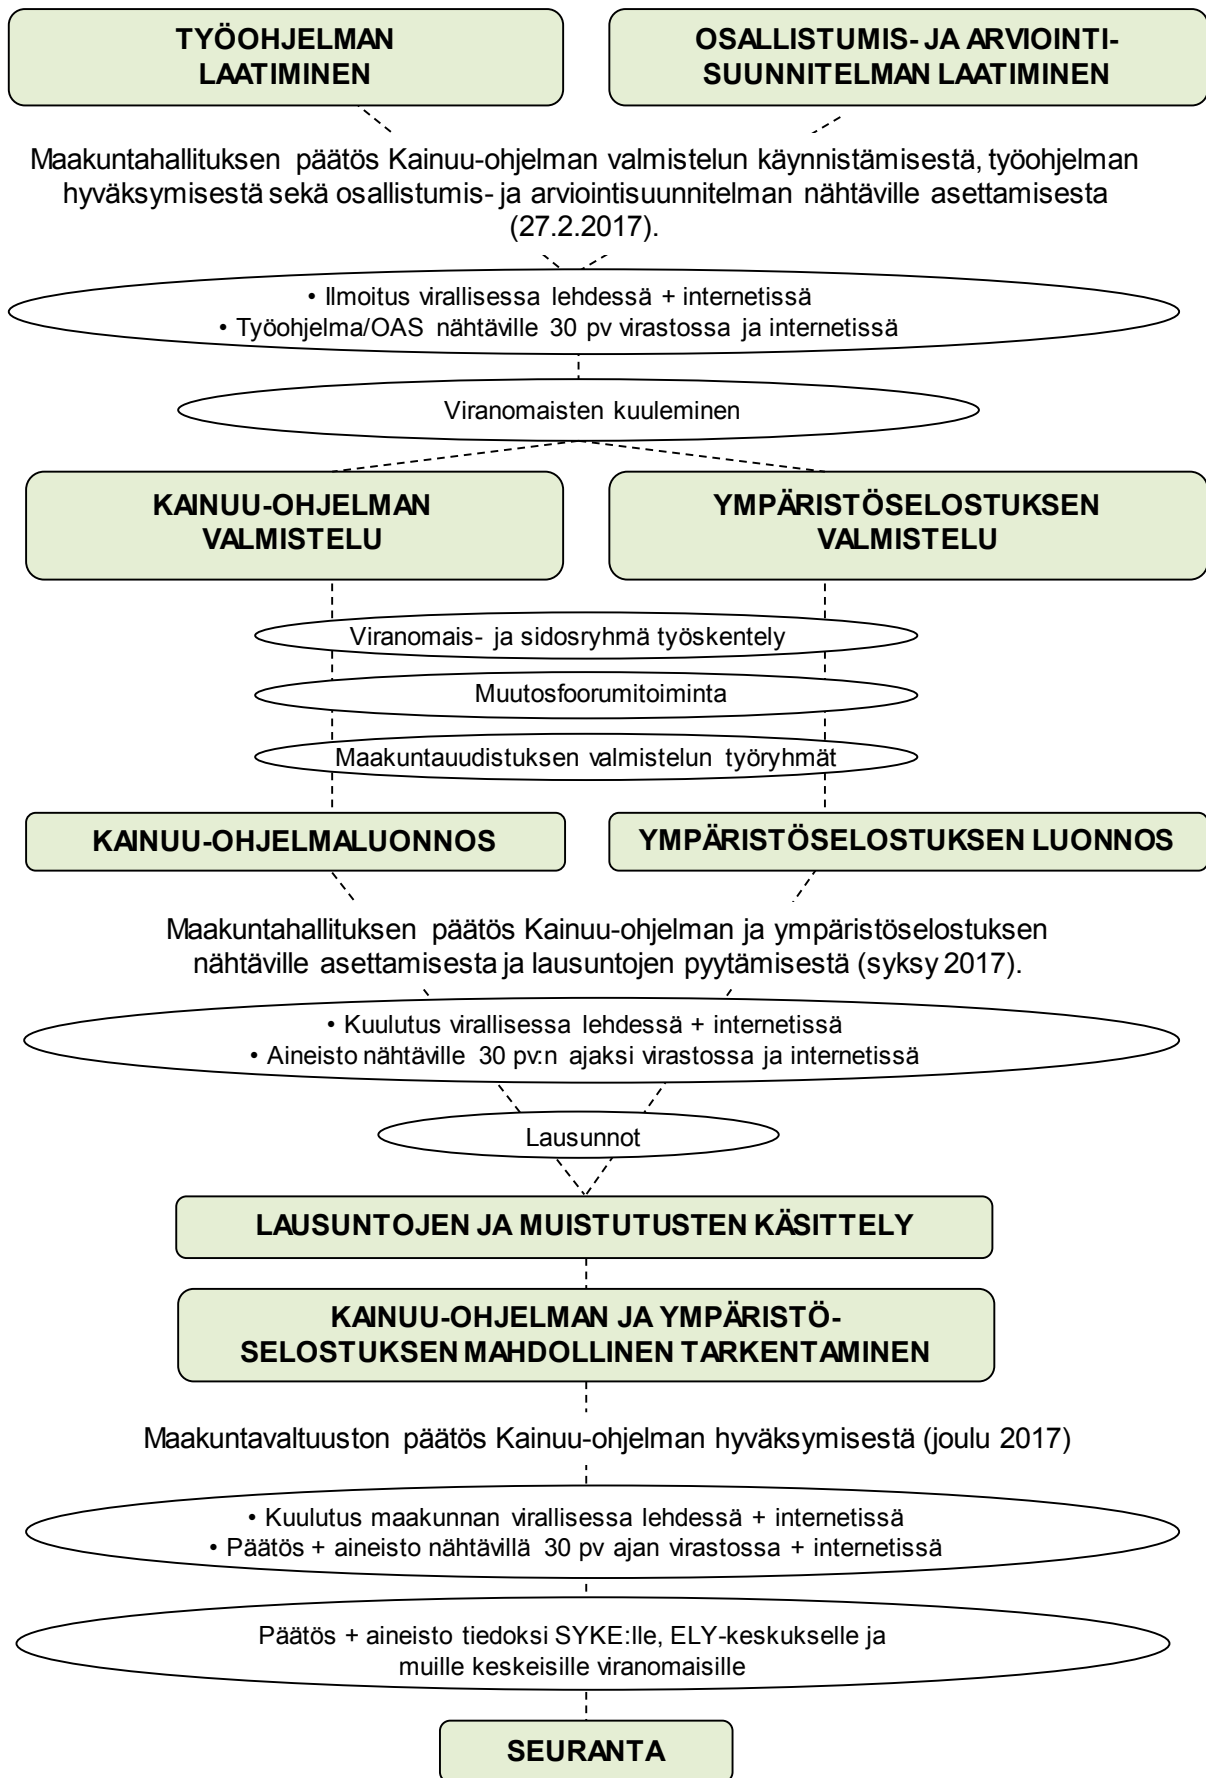 TYÖOHJELMAN
LAATIMINEN
OSALLISTUMIS- JA ARVIOINTI-
SUUNNITELMAN LAATIMINEN
Maakuntahallituksen päätös Kainuu-ohjelman valmistelun käynnistämisestä, työohjelman
hyväksymisestä sekä osallistumis- ja arviointisuunnitelman nähtäville asettamisesta
(27.2.2017).
• Ilmoitus virallisessa lehdessä + internetissä
• Työohjelma/OAS nähtäville 30 pv virastossa ja internetissä
Viranomaisten kuuleminen
KAINUU-OHJELMAN
VALMISTELU
YMPÄRISTÖSELOSTUKSEN
VALMISTELU
Viranomais- ja sidosryhmä työskentely
Muutosfoorumitoiminta
Maakuntauudistuksen valmistelun työryhmät
KAINUU-OHJELMALUONNOS
YMPÄRISTÖSELOSTUKSEN LUONNOS
Maakuntahallituksen päätös Kainuu-ohjelman ja ympäristöselostuksen
nähtäville asettamisesta ja lausuntojen pyytämisestä (syksy 2017).
• Kuulutus virallisessa lehdessä + internetissä
• Aineisto nähtäville 30 pv:n ajaksi virastossa ja internetissä
Lausunnot
LAUSUNTOJEN JA MUISTUTUSTEN KÄSITTELY
KAINUU-OHJELMAN JA YMPÄRISTÖ-
SELOSTUKSEN MAHDOLLINEN TARKENTAMINEN
Maakuntavaltuuston päätös Kainuu-ohjelman hyväksymisestä (joulu 2017)
• Kuulutus maakunnan virallisessa lehdessä + internetissä
• Päätös + aineisto nähtävillä 30 pv ajan virastossa + internetissä
Päätös + aineisto tiedoksi SYKE:lle, ELY-keskukselle ja
muille keskeisille viranomaisille
SEURANTA